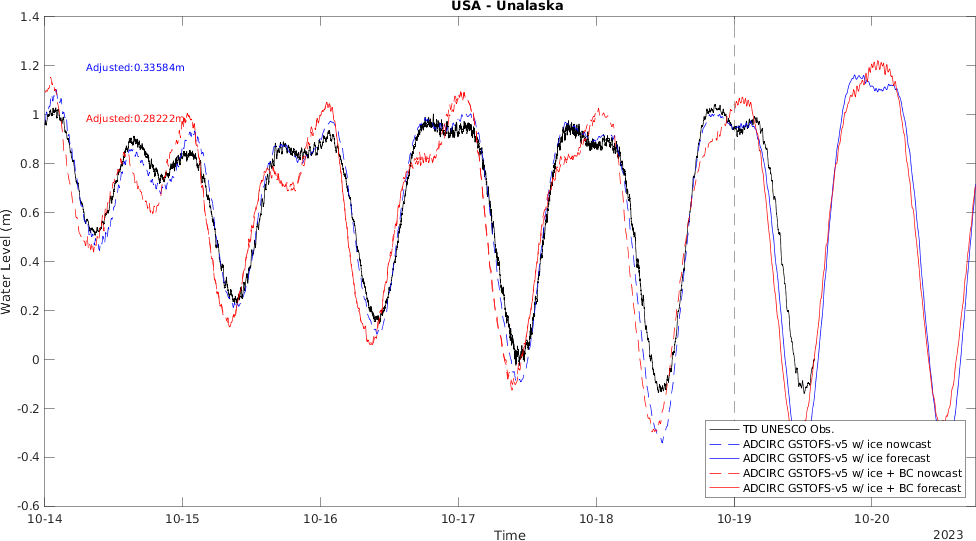 USA - Unalaska
1.4
1.2
1
0.8
0.6
0.4
0.2
0
-0.2
-0.4
-0.6
Water Level (m)
Adjusted:0.33584m
Adjusted:0.28222m
TD UNESCO Obs.
ADCIRC GSTOFS-v5 w/ ice nowcast
ADCIRC GSTOFS-v5 w/ ice forecast
ADCIRC GSTOFS-v5 w/ ice + BC nowcast
ADCIRC GSTOFS-v5 w/ ice + BC forecast
10-14 10-15 10-16 10-17 10-18 10-19 10-20
Time
2023